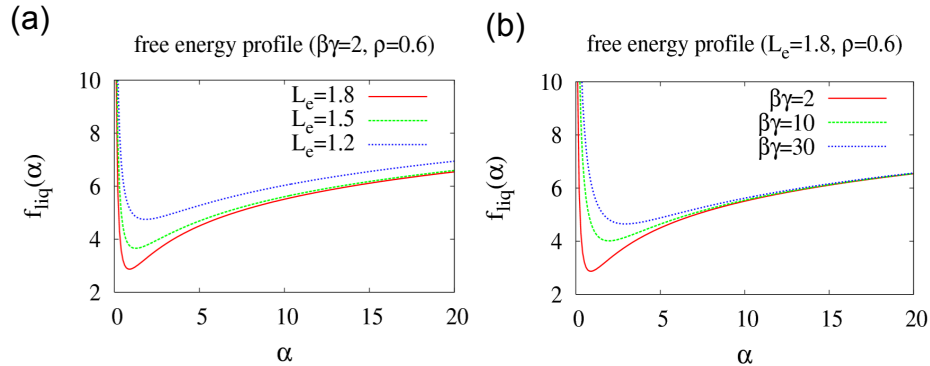 (a)
free energy profile (βγ=2, ρ=0.6)
10
8
6
4
2
f_liq(α)
L_e=1.8
L_e=1.5
L_e=1.2
0 5 10 15 20
α
(b)
free energy profile (L_e=1.8, ρ=0.6)
10
8
6
4
2
f_liq(α)
βγ=2
βγ=10
βγ=30
0 5 10 15 20
α